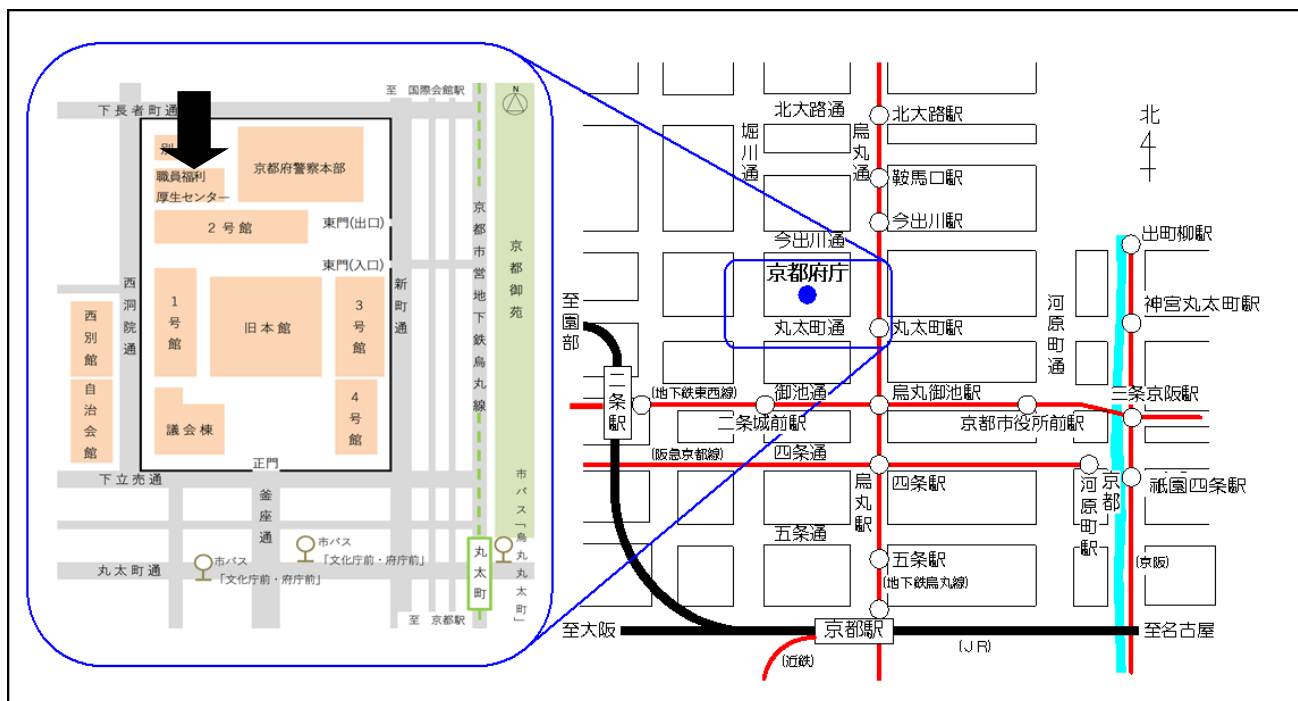 至 国際会館駅
下長者町通
N
別
職員福利
厚生センター
京都府警察本部
2号館
東門(出口)
東門(入口)
西洞院通
新町通
京都市営地下鉄烏丸線
京都御苑
1号館
旧本館
3号館
西別館
自治会館
議会棟
4号館
正門
下立売通
釜座通
市バス
「文化庁前・府庁前」
市バス
「文化庁前・府庁前」
丸太町通
丸太町
市バス「烏丸丸太町」
至 京都駅
北大路通
北大路駅
堀川通
烏丸通
北
鞍馬口駅
今出川駅
今出川通
出町柳駅
京都府庁
至園部
河原町通
神宮丸太町駅
丸太町通
丸太町駅
二条駅
(地下鉄東西線)
御池通
烏丸御池駅
三条京阪駅
二条城前駅
京都市役所前駅
(阪急京都線)
四条通
四条駅
烏丸駅
京都
河原町駅
祇園四条駅
五条通
五条駅
(地下鉄烏丸線)
(京阪)
至大阪
京都駅
至名古屋
(近鉄)
(JR)